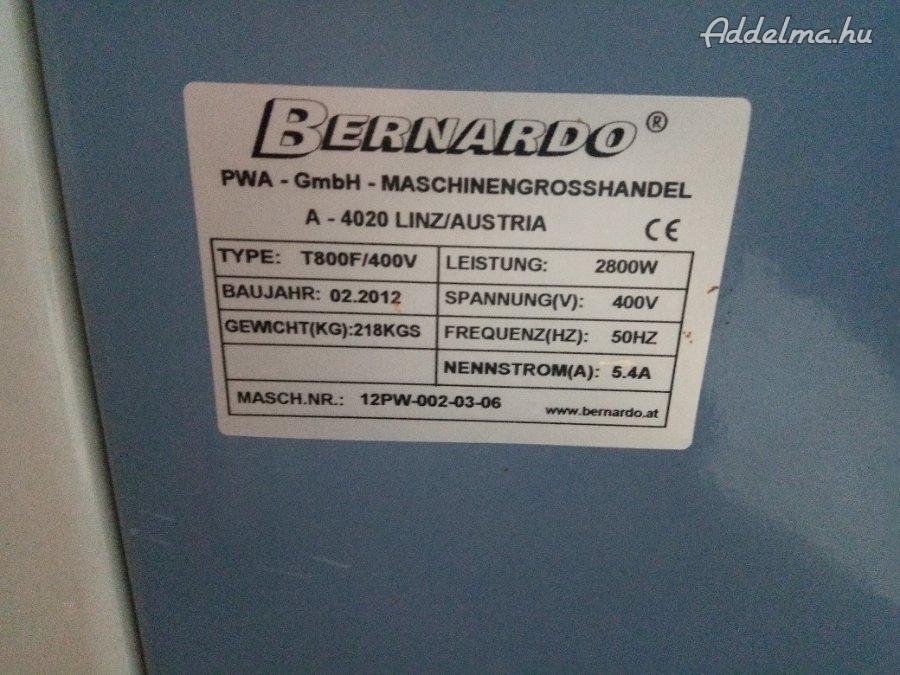 Addelma.hu
BERNARDO®
PWA - GmbH - MASCHINENGROSSHANDEL
A - 4020 LINZ/AUSTRIA
CE
TYPE: T800F/400V LEISTUNG: 2800W
BAUJAHR: 02.2012 SPANNUNG(V): 400V
GEWICHT(KG):218KGS FREQUENZ(HZ): 50HZ
NENNSTROM(A): 5.4A
MASCH.NR.: 12PW-002-03-06 www.bernardo.at